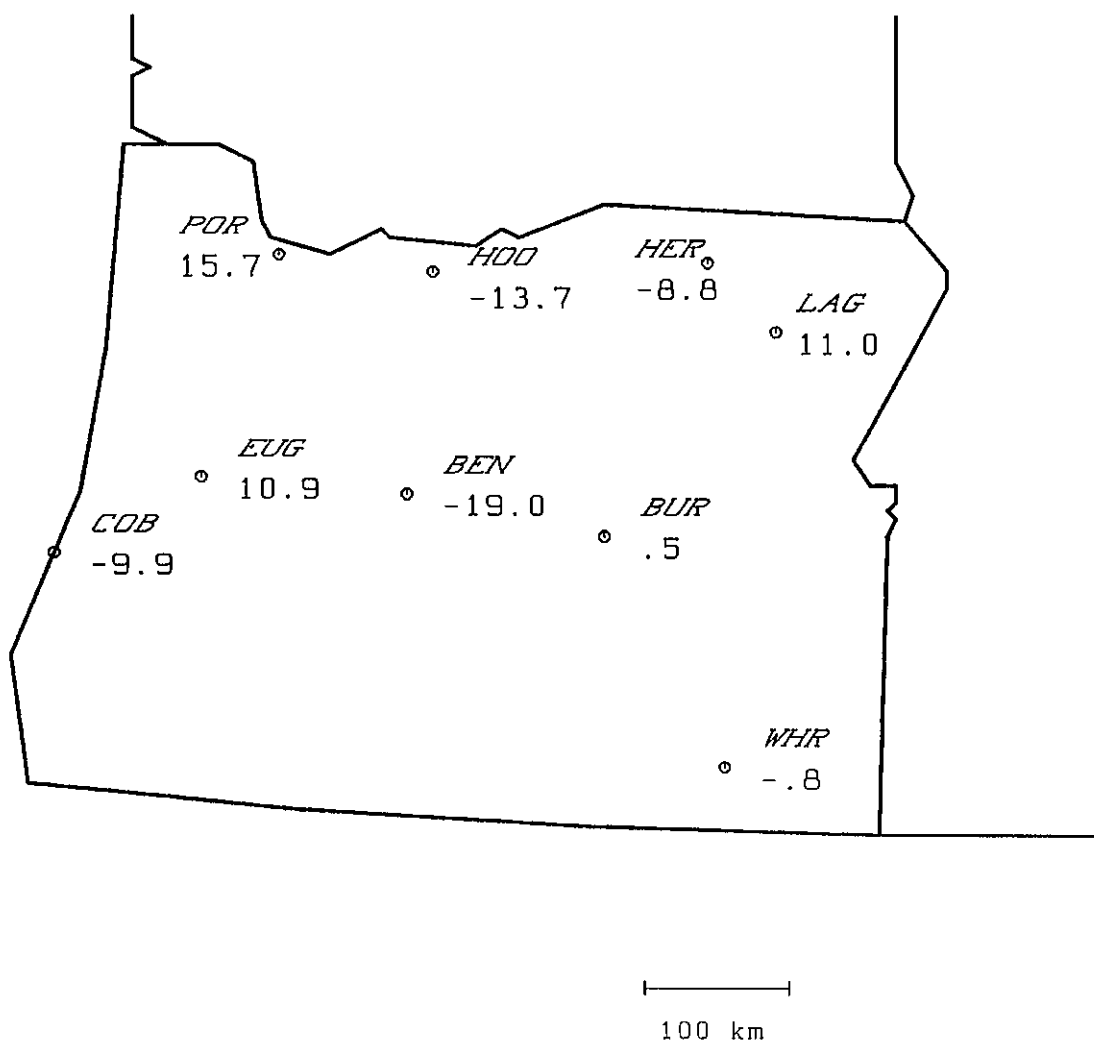 POR
15.7
HOO
-13.7
HER
-8.8
LAG
11.0
EUG
10.9
BEN
-19.0
BUR
.5
COB
-9.9
WHR
-.8
100 km